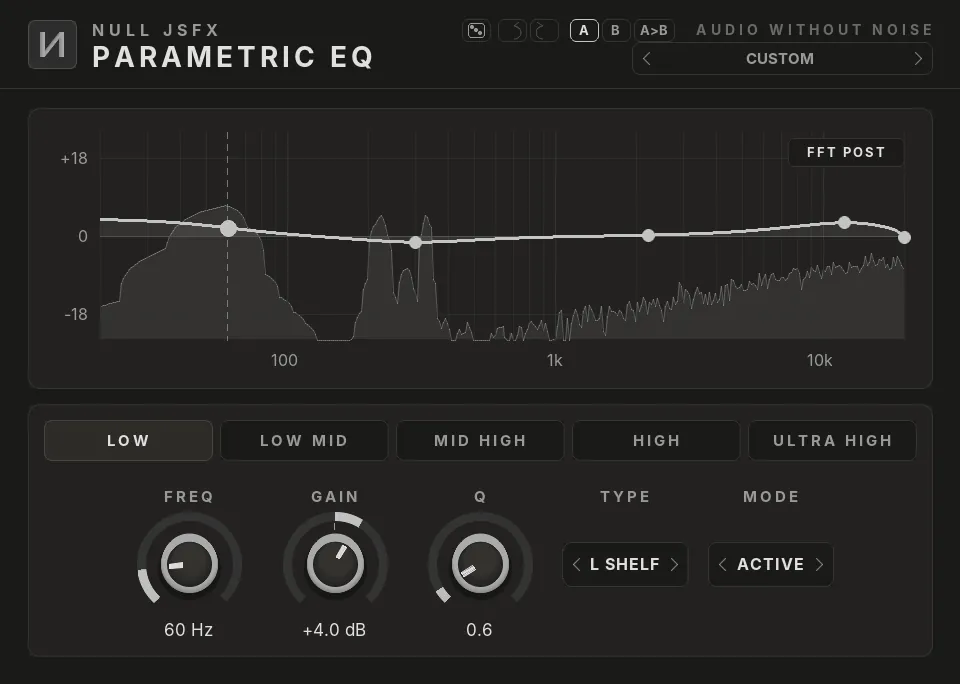 NULL JSFX
PARAMETRIC EQ
A B A>B
AUDIO WITHOUT NOISE
CUSTOM
FFT POST
+18
0
-18
100 1k 10k
LOW LOW MID MID HIGH HIGH ULTRA HIGH
FREQ GAIN Q TYPE MODE
L SHELF ACTIVE
60 Hz +4.0 dB 0.6